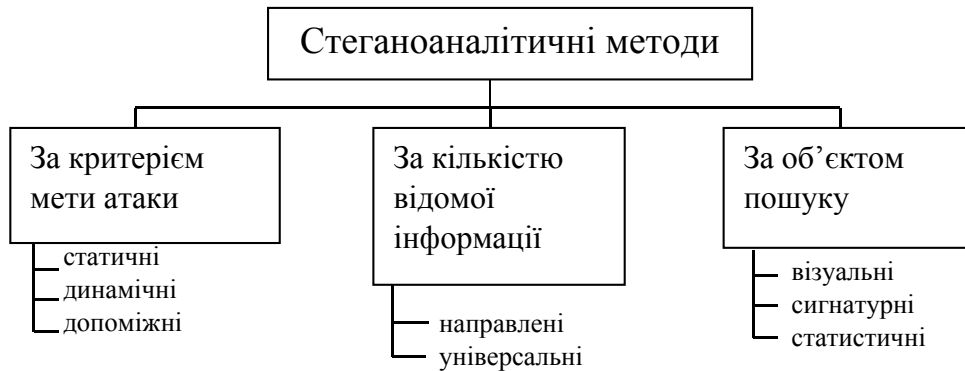 Стеганоаналітичні методи
За критерієм
мети атаки
статичні
динамічні
допоміжні
За кількістю
відомої
інформації
направлені
універсальні
За об’єктом
пошуку
візуальні
сигнатурні
статистичні